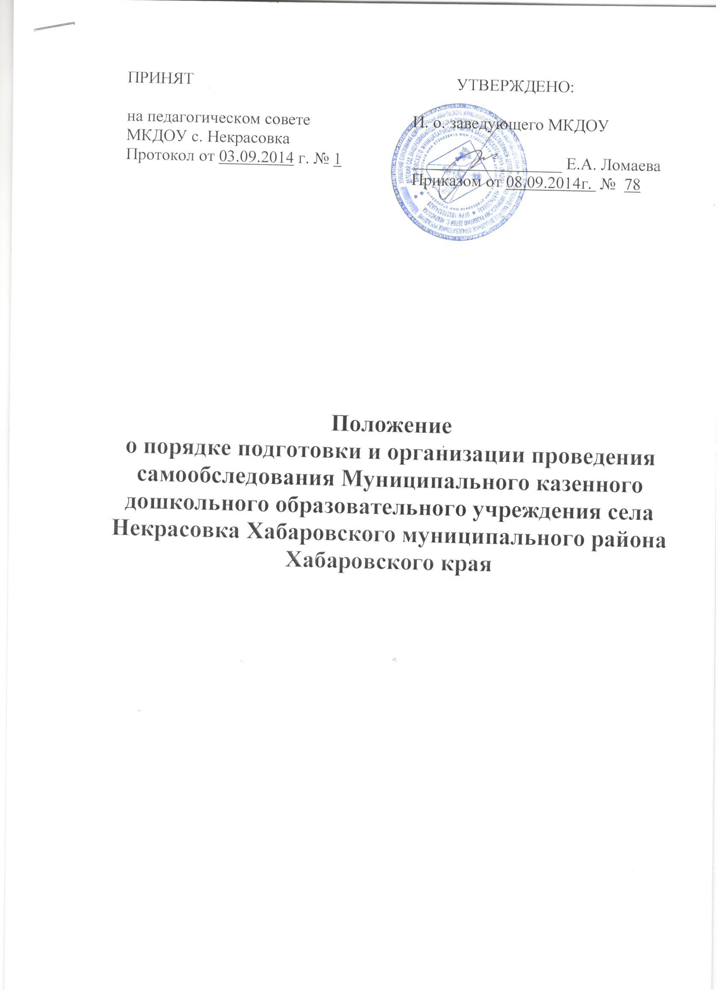 ПРИНЯТ
на педагогическом совете
МКДОУ с. Некрасовка
Протокол от 03.09.2014 г. № 1
УТВЕРЖДЕНО:
И. о. заведующего МКДОУ
Е.А. Ломаева
Приказом от 08.09.2014г. № 78
Положение
о порядке подготовки и организации проведения
самообследования Муниципального казенного
дошкольного образовательного учреждения села
Некрасовка Хабаровского муниципального района
Хабаровского края